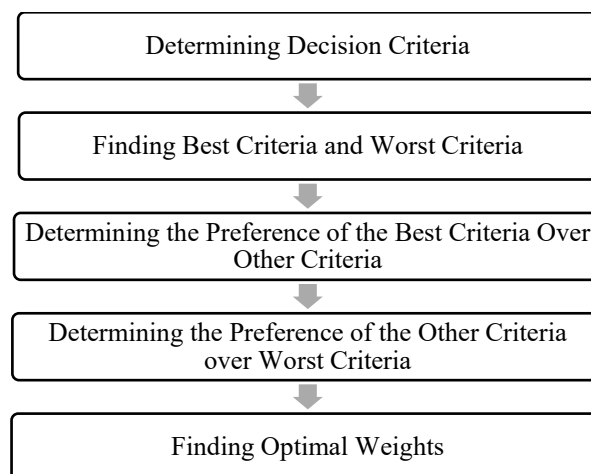 Determining Decision Criteria
Finding Best Criteria and Worst Criteria
Determining the Preference of the Best Criteria Over
Other Criteria
Determining the Preference of the Other Criteria
over Worst Criteria
Finding Optimal Weights